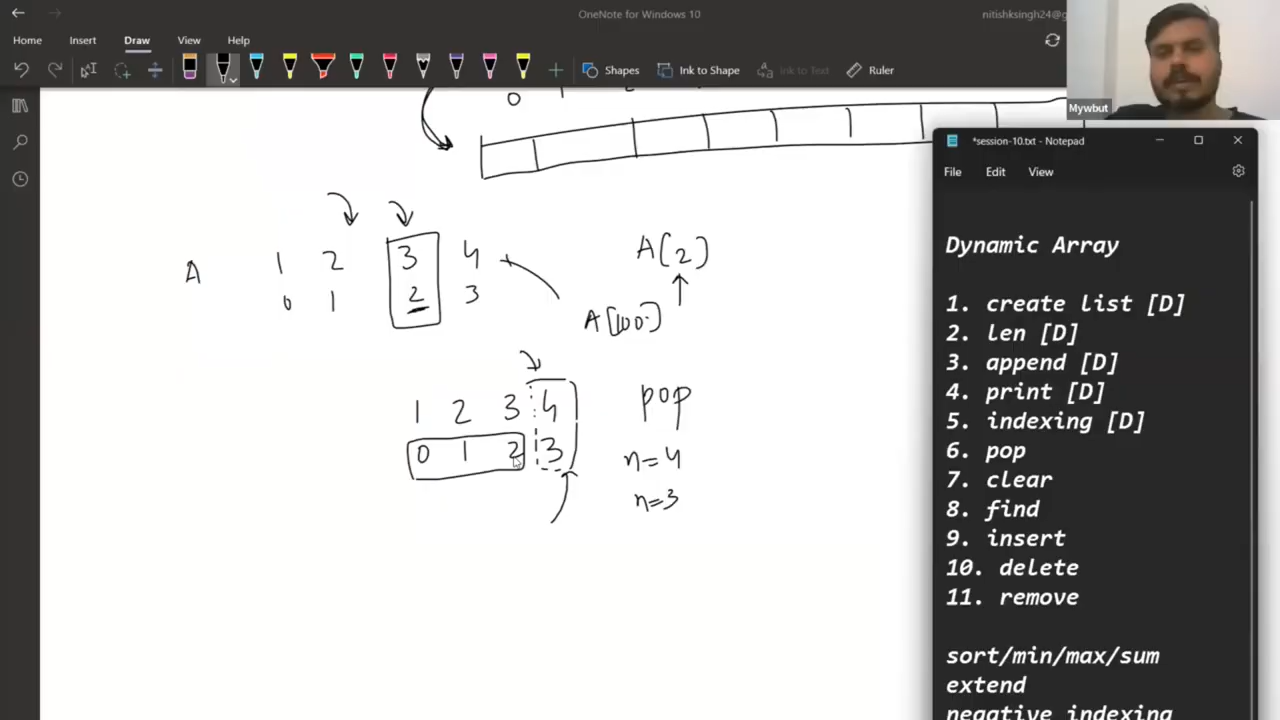 OneNote for Windows 10
nitishksingh24@g
Home Insert Draw View Help
Shapes Ink to Shape Ink to Text Ruler
Mywbut
*session-10.txt - Notepad
File Edit View
0
A 1 2 3 4
0 1 2 3
A[2]
A[100]
1 2 3 4 pop
0 1 2 3 n=4
n=3
Dynamic Array
1. create list [D]
2. len [D]
3. append [D]
4. print [D]
5. indexing [D]
6. pop
7. clear
8. find
9. insert
10. delete
11. remove
sort/min/max/sum
extend
negative indexing